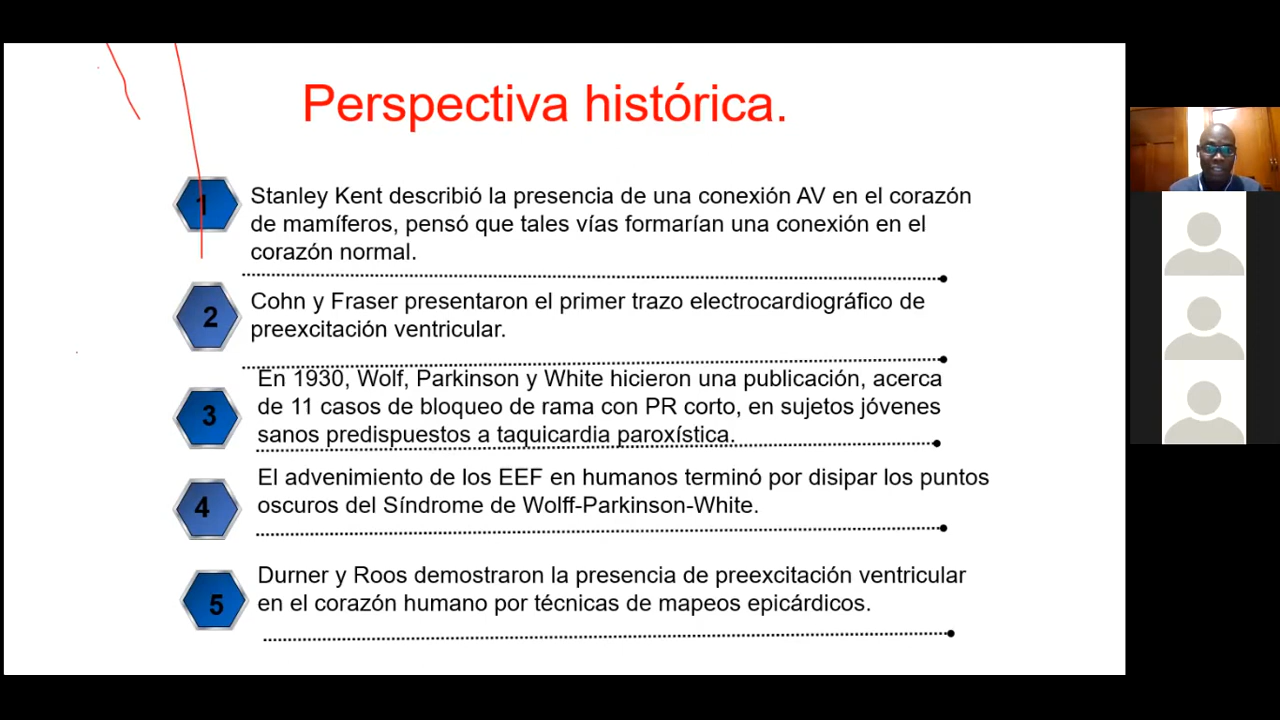 Perspectiva histórica.
1
Stanley Kent describió la presencia de una conexión AV en el corazón
de mamíferos, pensó que tales vías formarían una conexión en el
corazón normal.
2
Cohn y Fraser presentaron el primer trazo electrocardiográfico de
preexcitación ventricular.
3
En 1930, Wolf, Parkinson y White hicieron una publicación, acerca
de 11 casos de bloqueo de rama con PR corto, en sujetos jóvenes
sanos predispuestos a taquicardia paroxística.
4
El advenimiento de los EEF en humanos terminó por disipar los puntos
oscuros del Síndrome de Wolff-Parkinson-White.
5
Durner y Roos demostraron la presencia de preexcitación ventricular
en el corazón humano por técnicas de mapeos epicárdicos.